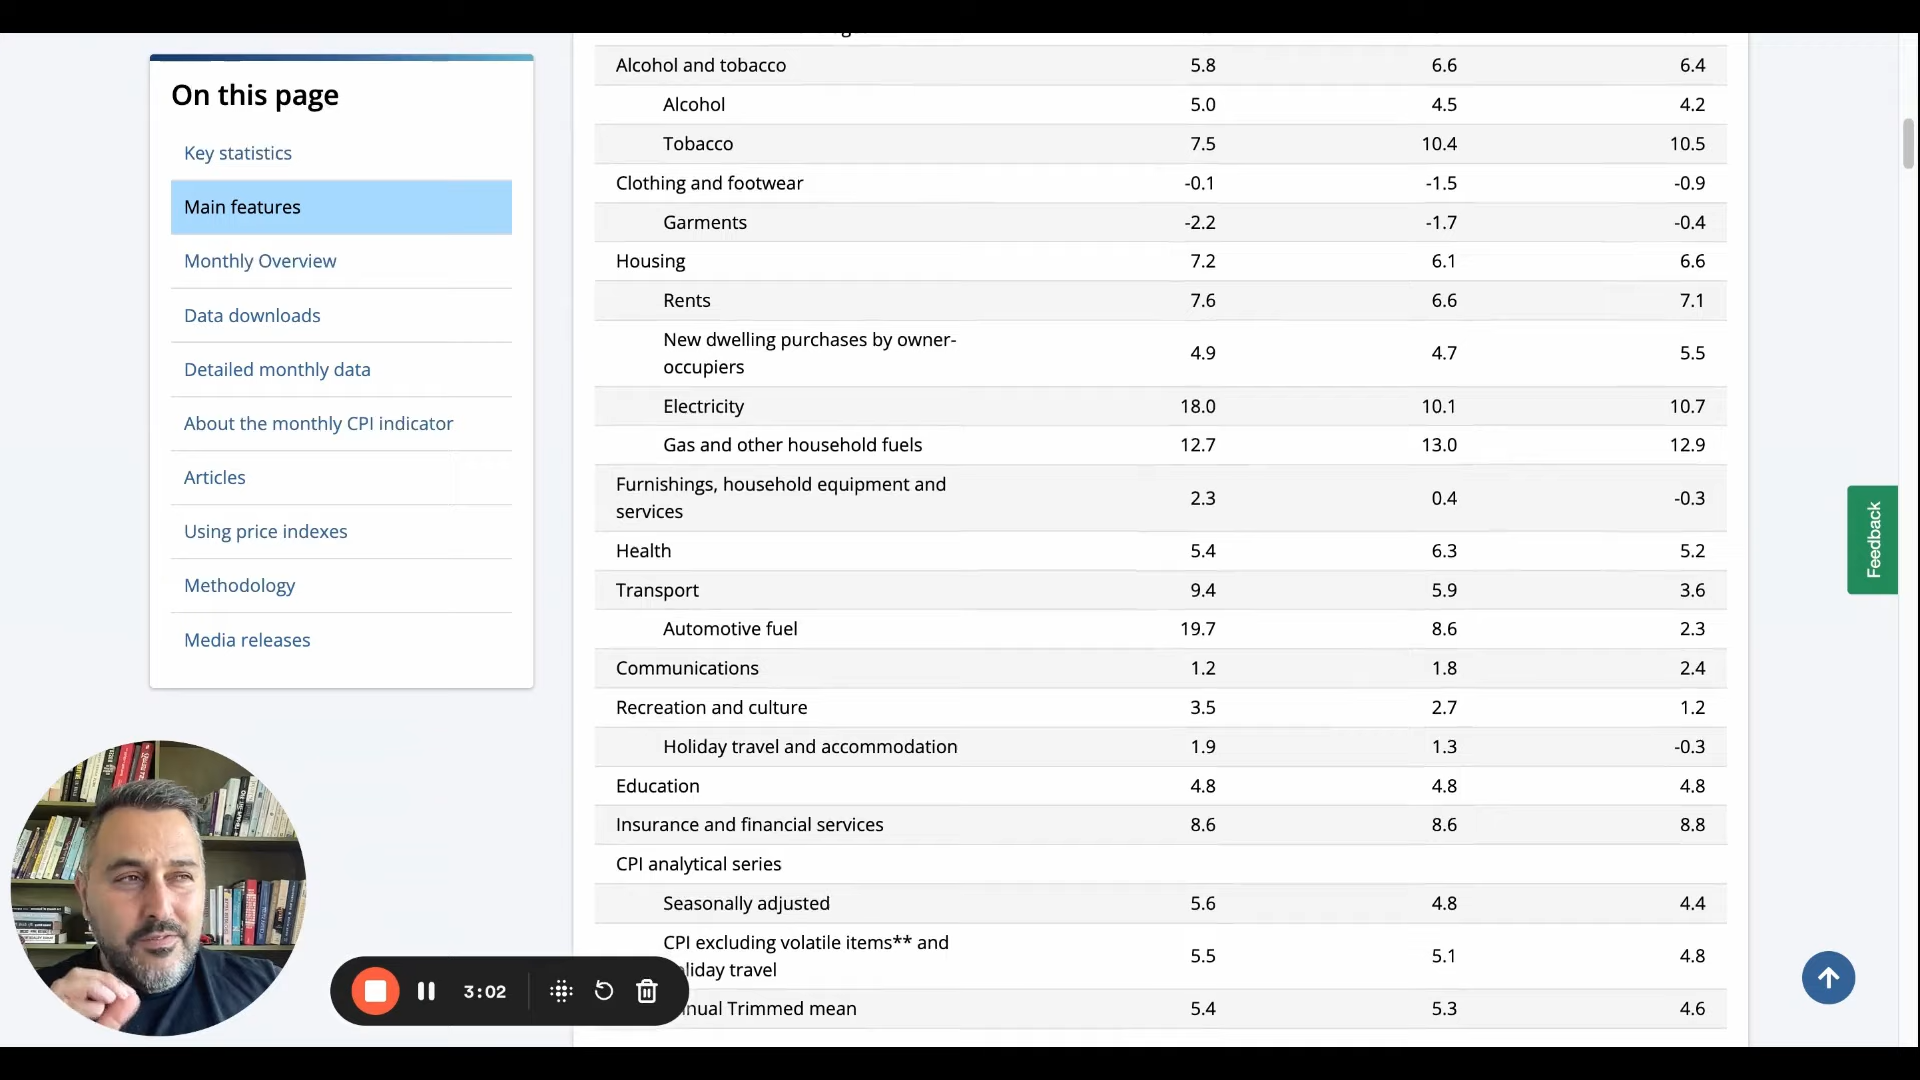 On this page
Key statistics
Main features
Monthly Overview
Data downloads
Detailed monthly data
About the monthly CPI indicator
Articles
Using price indexes
Methodology
Media releases
Alcohol and tobacco 5.8 6.6 6.4
Alcohol 5.0 4.5 4.2
Tobacco 7.5 10.4 10.5
Clothing and footwear -0.1 -1.5 -0.9
Garments -2.2 -1.7 -0.4
Housing 7.2 6.1 6.6
Rents 7.6 6.6 7.1
New dwelling purchases by owner-
occupiers 4.9 4.7 5.5
Electricity 18.0 10.1 10.7
Gas and other household fuels 12.7 13.0 12.9
Furnishings, household equipment and
services 2.3 0.4 -0.3
Health 5.4 6.3 5.2
Transport 9.4 5.9 3.6
Automotive fuel 19.7 8.6 2.3
Communications 1.2 1.8 2.4
Recreation and culture 3.5 2.7 1.2
Holiday travel and accommodation 1.9 1.3 -0.3
Education 4.8 4.8 4.8
Insurance and financial services 8.6 8.6 8.8
CPI analytical series
Seasonally adjusted 5.6 4.8 4.4
CPI excluding volatile items** and
liday travel 5.5 5.1 4.8
nual Trimmed mean 5.4 5.3 4.6
Feedback
3:02